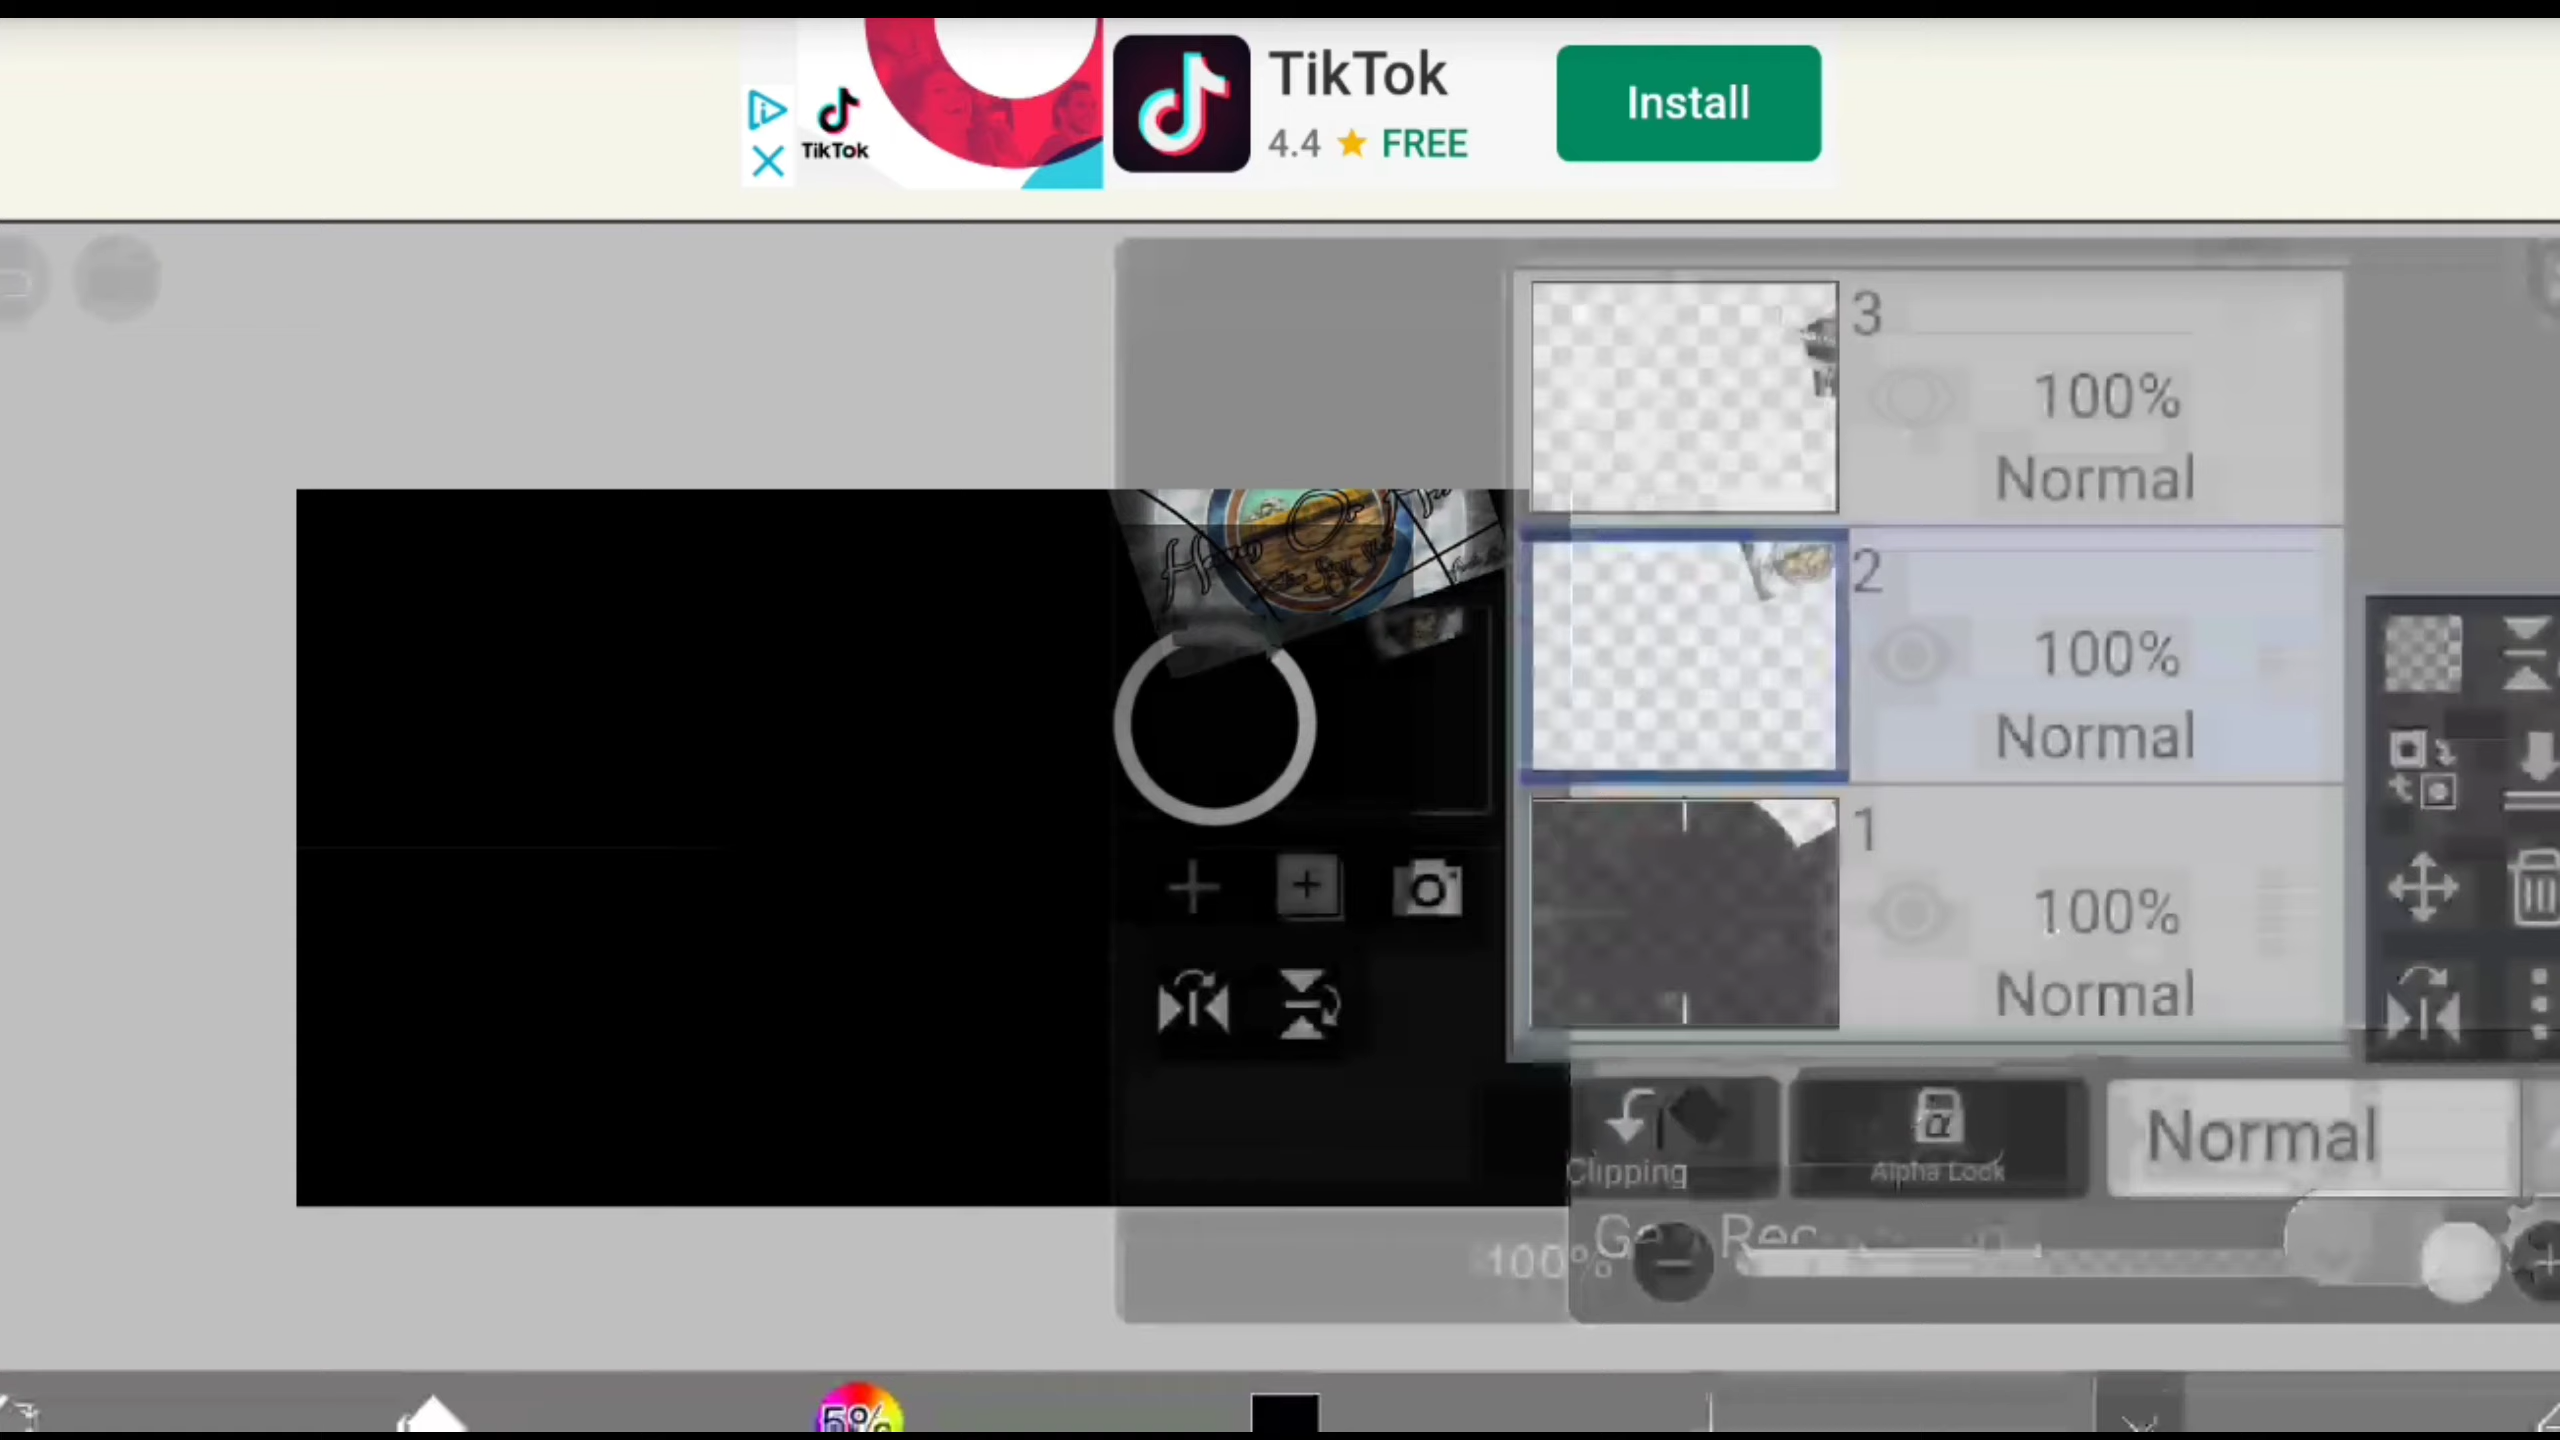 TikTok
TikTok
4.4 ★ FREE
Install
3
100%
Normal
2
100%
Normal
1
100%
Normal
Clipping
Alpha Lock
Normal
100%
5%